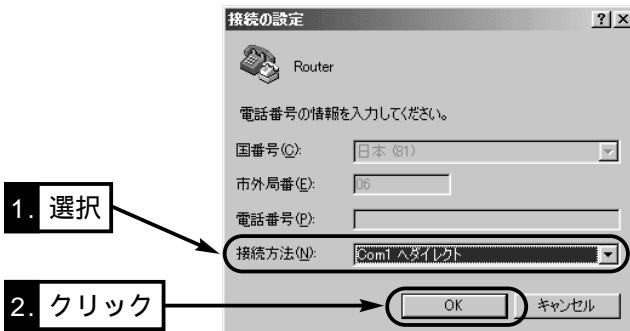 接続の設定
Router
電話番号の情報を入力してください。
国番号(C): 日本 (81)
市外局番(E): 06
電話番号(P):
1. 選択
接続方法(N): Com1 へダイレクト
2. クリック
OK キャンセル